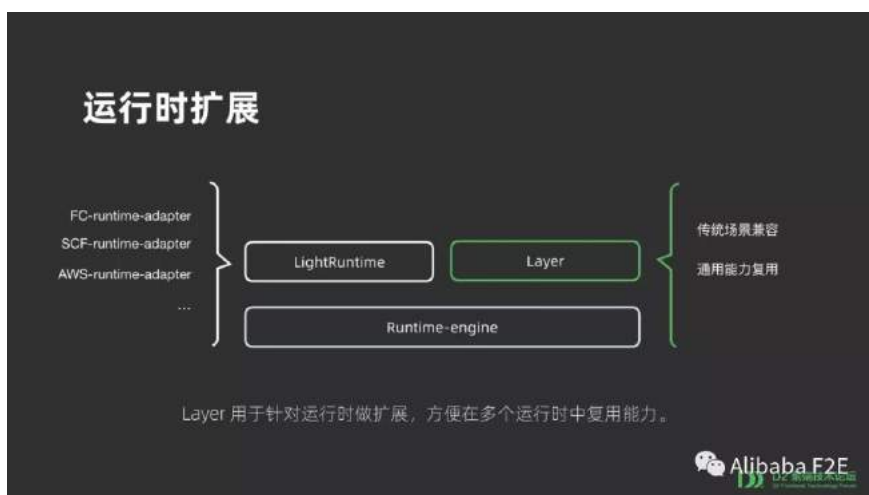 运行时扩展
FC-runtime-adapter
SCF-runtime-adapter
AWS-runtime-adapter
...
LightRuntime
Layer
Runtime-engine
传统场景兼容
通用能力复用
Layer 用于针对运行时做扩展，方便在多个运行时中复用能力。
Alibaba F2E